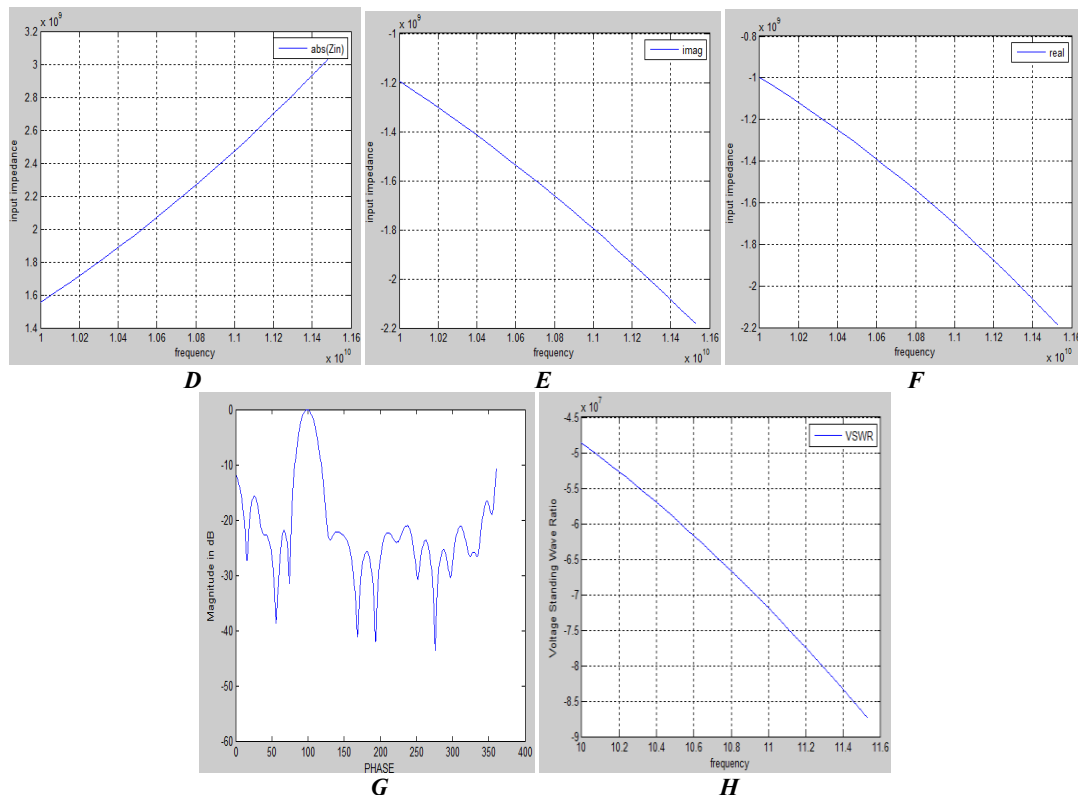 x 10^9
3.2
3
2.8
2.6
2.4
2.2
2
1.8
1.6
1.4
input impedance
abs(Zin)
1 1.02 1.04 1.06 1.08 1.1 1.12 1.14 1.16
frequency
x 10^10
D
x 10^9
-1
-1.2
-1.4
-1.6
-1.8
-2
-2.2
input impedance
imag
1 1.02 1.04 1.06 1.08 1.1 1.12 1.14 1.16
frequency
x 10^10
E
x 10^9
-0.8
-1
-1.2
-1.4
-1.6
-1.8
-2
-2.2
input impedance
real
1 1.02 1.04 1.06 1.08 1.1 1.12 1.14 1.16
frequency
x 10^10
F
0
-10
-20
-30
-40
-50
-60
Magnitude in dB
0 50 100 150 200 250 300 350 400
PHASE
G
x 10^7
-4.5
-5
-5.5
-6
-6.5
-7
-7.5
-8
-8.5
-9
Voltage Standing Wave Ratio
VSWR
10 10.2 10.4 10.6 10.8 11 11.2 11.4 11.6
frequency
H